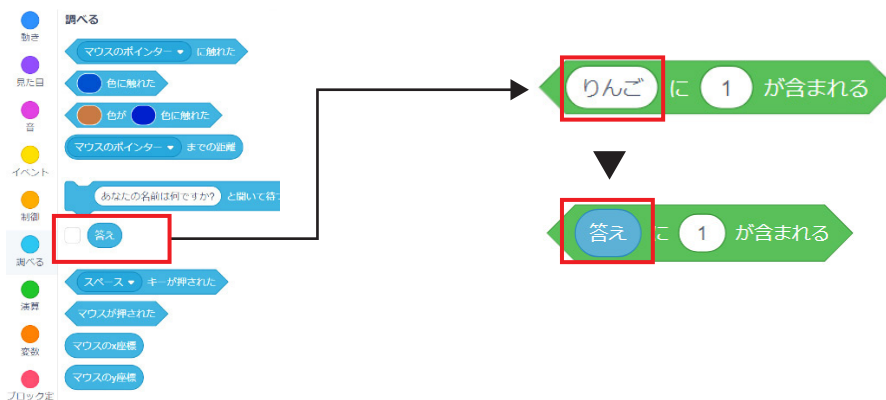 動き
見た目
音
イベント
制御
調べる
演算
変数
ブロック定
調べる
マウスのポインター に触れた
色に触れた
色が 色に触れた
マウスのポインター までの距離
あなたの名前は何ですか? と聞いて待
答え
スペース キーが押された
マウスが押された
マウスのx座標
マウスのy座標
りんご に 1 が含まれる
答え に 1 が含まれる